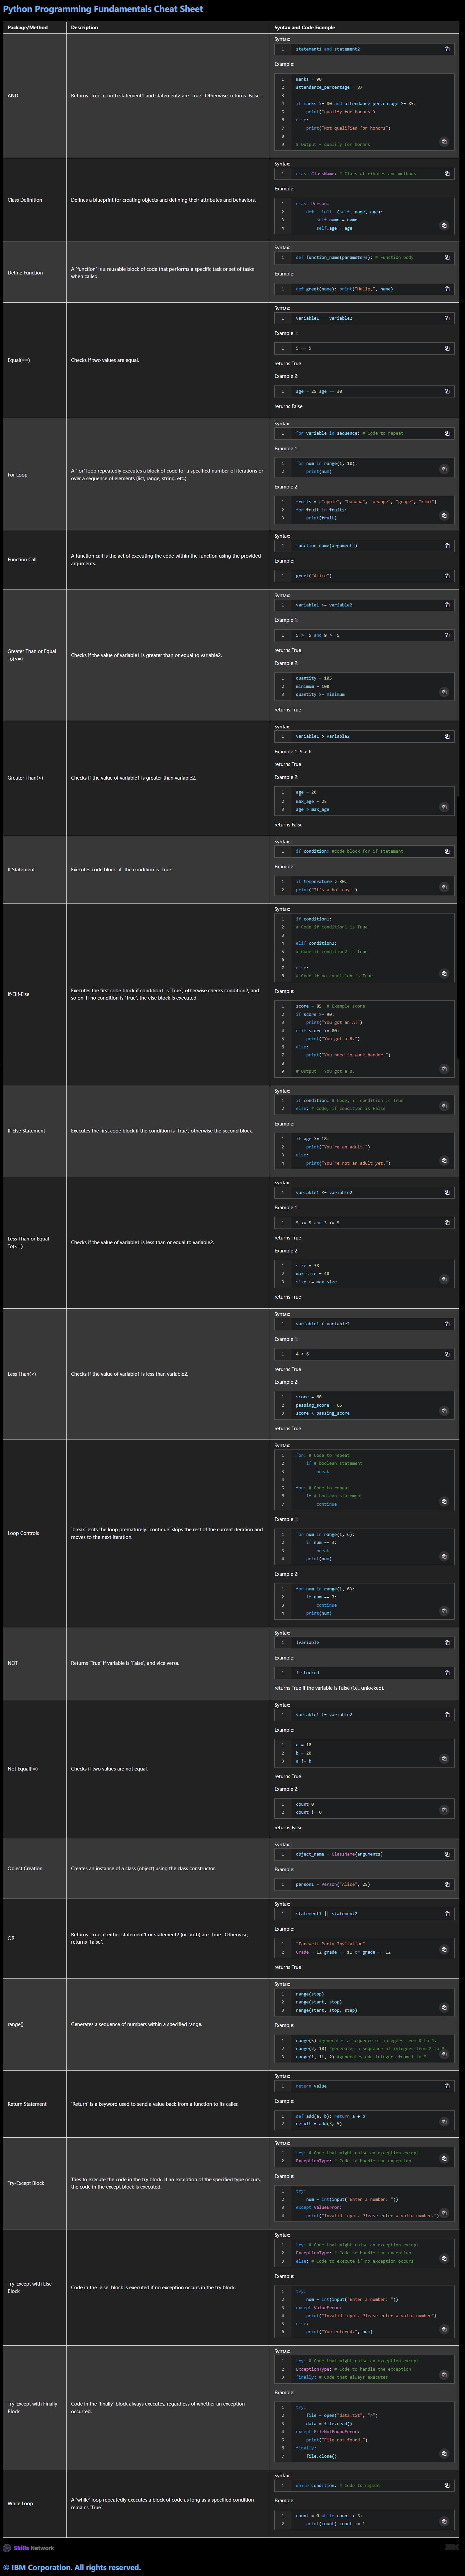 Python Programming Fundamentals Cheat Sheet
Package/Method Description Syntax and Code Example
AND
Returns `True` if both statement1 and statement2 are `True`. Otherwise, returns `False`.
Syntax:
1 statement1 and statement2
Example:
1 marks = 90
2 attendance_percentage = 87
3
4 if marks >= 80 and attendance_percentage >= 85:
5 print("qualify for honors")
6 else:
7 print("Not qualified for honors")
8
9 # Output = qualify for honors
Class Definition
Defines a blueprint for creating objects and defining their attributes and behaviors.
Syntax:
1 class ClassName: # Class attributes and methods
Example:
1 class Person:
2 def __init__(self, name, age):
3 self.name = name
4 self.age = age
Define Function
A `function` is a reusable block of code that performs a specific task or set of tasks
when called.
Syntax:
1 def function_name(parameters): # Function body
Example:
1 def greet(name): print("Hello,", name)
Equal(==)
Checks if two values are equal.
Syntax:
1 variable1 == variable2
Example 1:
1 5 == 5
returns True
Example 2:
1 age = 25 age == 30
returns False
For Loop
A `for` loop repeatedly executes a block of code for a specified number of iterations or
over a sequence of elements (list, range, string, etc.).
Syntax:
1 for variable in sequence: # Code to repeat
Example 1:
1 for num in range(1, 10):
2 print(num)
Example 2:
1 fruits = ["apple", "banana", "orange", "grape", "kiwi"]
2 for fruit in fruits:
3 print(fruit)
Function Call
A function call is the act of executing the code within the function using the provided
arguments.
Syntax:
1 function_name(arguments)
Example:
1 greet("Alice")
Greater Than or Equal
To(>=)
Checks if the value of variable1 is greater than or equal to variable2.
Syntax:
1 variable1 >= variable2
Example 1:
1 5 >= 5 and 9 >= 5
returns True
Example 2:
1 quantity = 105
2 minimum = 100
3 quantity >= minimum
returns True
Greater Than(>)
Checks if the value of variable1 is greater than variable2.
Syntax:
1 variable1 > variable2
Example 1: 9 > 6
returns True
Example 2:
1 age = 20
2 max_age = 25
3 age > max_age
returns False
If Statement
Executes code block `if` the condition is `True`.
Syntax:
1 if condition: #code block for if statement
Example:
1 if temperature > 30:
2 print("It's a hot day!")
If-Elif-Else
Executes the first code block if condition1 is `True`, otherwise checks condition2, and
so on. If no condition is `True`, the else block is executed.
Syntax:
1 if condition1:
2 # Code if condition1 is True
3
4 elif condition2:
5 # Code if condition2 is True
6
7 else:
8 # Code if no condition is True
Example:
1 score = 85 # Example score
2 if score >= 90:
3 print("You got an A!")
4 elif score >= 80:
5 print("You got a B.")
6 else:
7 print("You need to work harder.")
8
9 # Output = You got a B.
If-Else Statement
Executes the first code block if the condition is `True`, otherwise the second block.
Syntax:
1 if condition: # Code, if condition is True
2 else: # Code, if condition is False
Example:
1 if age >= 18:
2 print("You're an adult.")
3 else:
4 print("You're not an adult yet.")
Less Than or Equal
To(<=)
Checks if the value of variable1 is less than or equal to variable2.
Syntax:
1 variable1 <= variable2
Example 1:
1 5 <= 5 and 3 <= 5
returns True
Example 2:
1 size = 38
2 max_size = 40
3 size <= max_size
returns True
Less Than(<)
Checks if the value of variable1 is less than variable2.
Syntax:
1 variable1 < variable2
Example 1:
1 4 < 6
returns True
Example 2:
1 score = 60
2 passing_score = 65
3 score < passing_score
returns True
Loop Controls
`break` exits the loop prematurely. `continue` skips the rest of the current iteration and
moves to the next iteration.
Syntax:
1 for: # Code to repeat
2 if # boolean statement
3 break
4
5 for: # Code to repeat
6 if # boolean statement
7 continue
Example 1:
1 for num in range(1, 6):
2 if num == 3:
3 break
4 print(num)
Example 2:
1 for num in range(1, 6):
2 if num == 3:
3 continue
4 print(num)
NOT
Returns `True` if variable is `False`, and vice versa.
Syntax:
1 !variable
Example:
1 !isLocked
returns True if the variable is False (i.e., unlocked).
Not Equal(!=)
Checks if two values are not equal.
Syntax:
1 variable1 != variable2
Example:
1 a = 10
2 b = 20
3 a != b
returns True
Example 2:
1 count=0
2 count != 0
returns False
Object Creation
Creates an instance of a class (object) using the class constructor.
Syntax:
1 object_name = ClassName(arguments)
Example:
1 person1 = Person("Alice", 25)
OR
Returns `True` if either statement1 or statement2 (or both) are `True`. Otherwise,
returns `False`.
Syntax:
1 statement1 || statement2
Example:
1 "Farewell Party Invitation"
2 Grade = 12 grade == 11 or grade == 12
returns True
range()
Generates a sequence of numbers within a specified range.
Syntax:
1 range(stop)
2 range(start, stop)
3 range(start, stop, step)
Example:
1 range(5) #generates a sequence of integers from 0 to 4.
2 range(2, 10) #generates a sequence of integers from 2 to 9.
3 range(1, 11, 2) #generates odd integers from 1 to 9.
Return Statement
`Return` is a keyword used to send a value back from a function to its caller.
Syntax:
1 return value
Example:
1 def add(a, b): return a + b
2 result = add(3, 5)
Try-Except Block
Tries to execute the code in the try block. If an exception of the specified type occurs,
the code in the except block is executed.
Syntax:
1 try: # Code that might raise an exception except
2 ExceptionType: # Code to handle the exception
Example:
1 try:
2 num = int(input("Enter a number: "))
3 except ValueError:
4 print("Invalid input. Please enter a valid number.")
Try-Except with Else
Block
Code in the `else` block is executed if no exception occurs in the try block.
Syntax:
1 try: # Code that might raise an exception except
2 ExceptionType: # Code to handle the exception
3 else: # Code to execute if no exception occurs
Example:
1 try:
2 num = int(input("Enter a number: "))
3 except ValueError:
4 print("Invalid input. Please enter a valid number")
5 else:
6 print("You entered:", num)
Try-Except with Finally
Block
Code in the `finally` block always executes, regardless of whether an exception
occurred.
Syntax:
1 try: # Code that might raise an exception except
2 ExceptionType: # Code to handle the exception
3 finally: # Code that always executes
Example:
1 try:
2 file = open("data.txt", "r")
3 data = file.read()
4 except FileNotFoundError:
5 print("File not found.")
6 finally:
7 file.close()
While Loop
A `while` loop repeatedly executes a block of code as long as a specified condition
remains `True`.
Syntax:
1 while condition: # Code to repeat
Example:
1 count = 0 while count < 5:
2 print(count) count += 1
Skills Network
IBM
© IBM Corporation. All rights reserved.